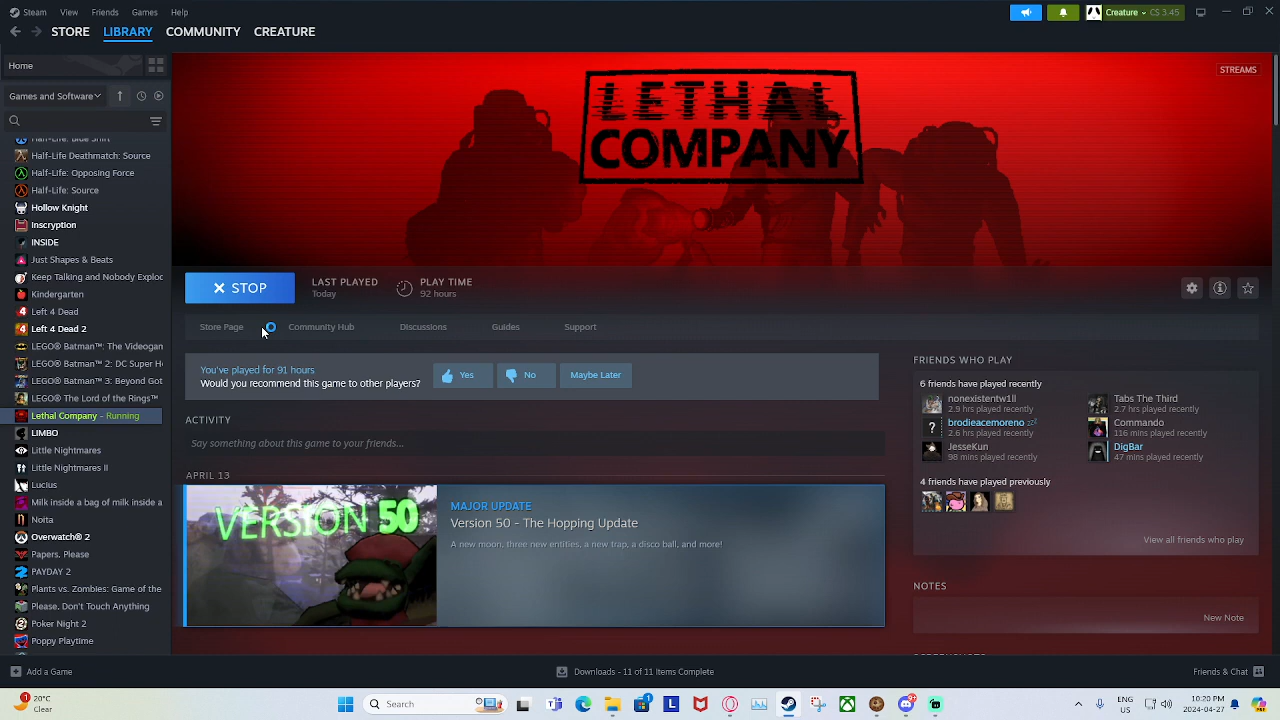 Steam View Friends Games Help
Creature CS 3.45
STORE LIBRARY COMMUNITY CREATURE
Home
Games and Software
Half-Life: Blue Shift
Half-Life Deathmatch: Source
Half-Life: Opposing Force
Half-Life: Source
Hollow Knight
Inscryption
INSIDE
Just Shapes & Beats
Keep Talking and Nobody Explod
Kindergarten
Left 4 Dead
Left 4 Dead 2
LEGO® Batman™: The Videogan
LEGO® Batman™ 2: DC Super He
LEGO® Batman™ 3: Beyond Got
LEGO® The Lord of the Rings™
Lethal Company - Running
LIMBO
Little Nightmares
Little Nightmares II
Lucius
Milk inside a bag of milk inside a
Noita
Overwatch® 2
Papers, Please
PAYDAY 2
Plants vs. Zombies: Game of the
Please, Don't Touch Anything
Poker Night 2
Poppy Playtime
STREAMS
LETHAL
COMPANY
STOP
LAST PLAYED
Today
PLAY TIME
92 hours
Store Page Community Hub Discussions Guides Support
You've played for 91 hours
Would you recommend this game to other players?
Yes No Maybe Later
ACTIVITY
Say something about this game to your friends...
APRIL 13
VERSION 50
MAJOR UPDATE
Version 50 - The Hopping Update
A new moon, three new entities, a new trap, a disco ball, and more!
FRIENDS WHO PLAY
6 friends have played recently
nonexistentw1ll
2.9 hrs played recently
Tabs The Third
2.7 hrs played recently
brodieacemoreno
2.6 hrs played recently
Commando
116 mins played recently
JesseKun
98 mins played recently
DigBar
47 mins played recently
4 friends have played previously
View all friends who play
NOTES
New Note
Add a Game
Downloads - 11 of 11 Items Complete
Friends & Chat
20°C
Clear
Search
ENG
US
10:20 PM 2024-04-27